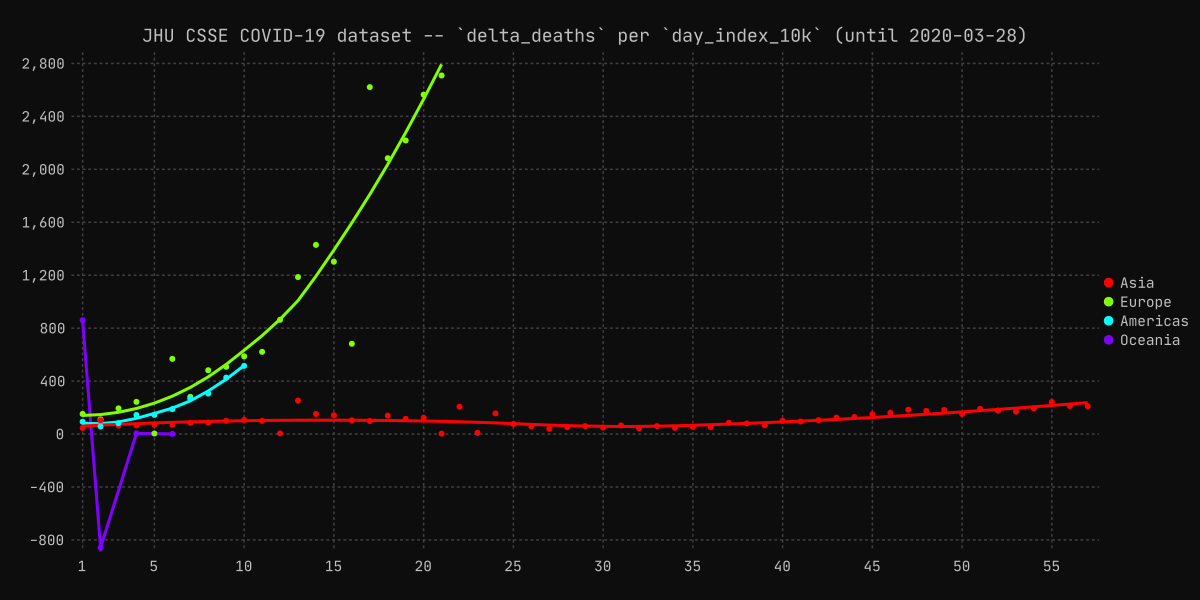 JHU CSSE COVID-19 dataset -- `delta_deaths` per `day_index_10k` (until 2020-03-28)
2,800
2,400
2,000
1,600
1,200
800
400
0
-400
-800
1 5 10 15 20 25 30 35 40 45 50 55
Asia
Europe
Americas
Oceania